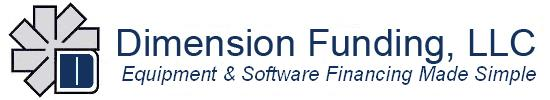 D
Dimension Funding, LLC
Equipment & Software Financing Made Simple